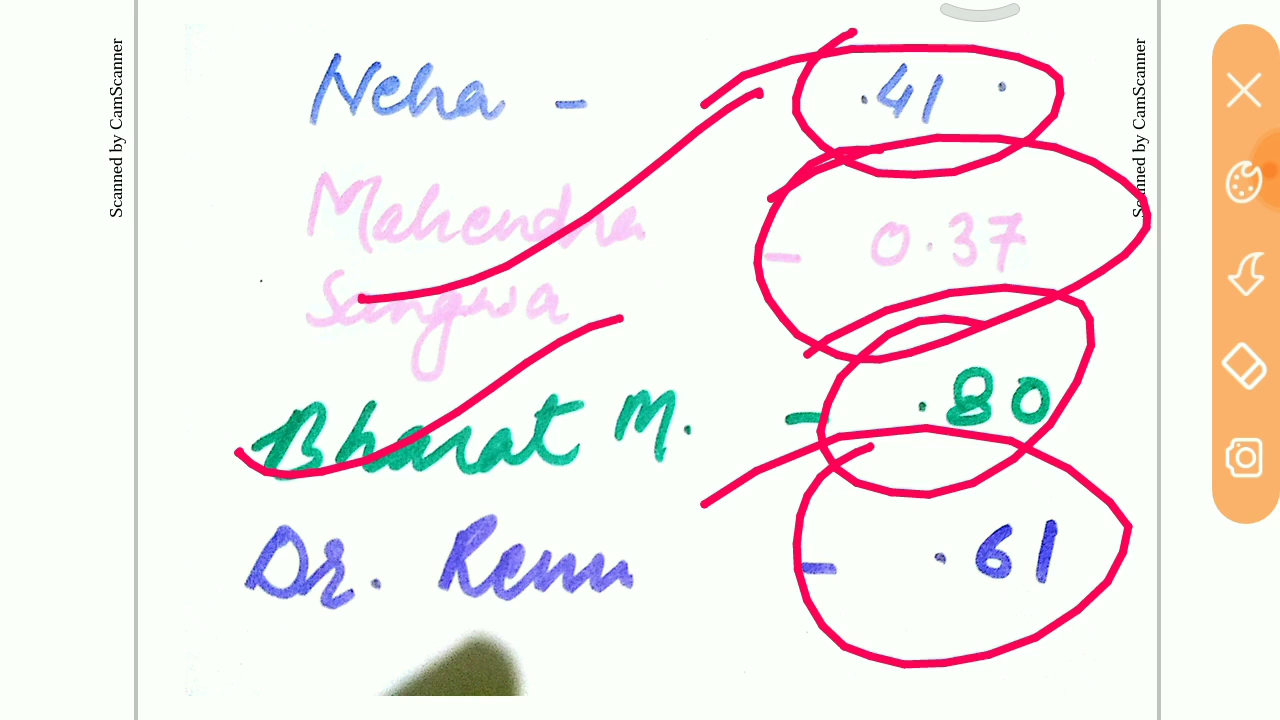 Scanned by CamScanner
Scanned by CamScanner
Neha - .41
Mahendra
Sangwa - 0.37
Bharat M. - .80
Dr. Renu - .61